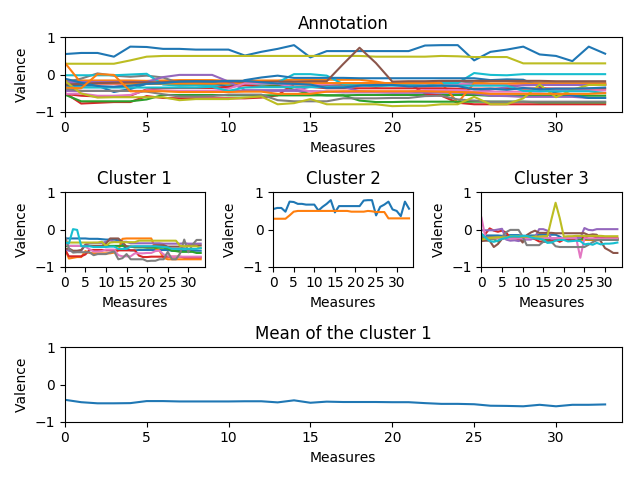 Annotation
1
0
−1
Valence
0 5 10 15 20 25 30
Measures
Cluster 1 Cluster 2 Cluster 3
1 1 1
0 0 0
−1 −1 −1
Valence Valence Valence
0 5 10 15 20 25 30 0 5 10 15 20 25 30 0 5 10 15 20 25 30
Measures Measures Measures
Mean of the cluster 1
1
0
−1
Valence
0 5 10 15 20 25 30
Measures